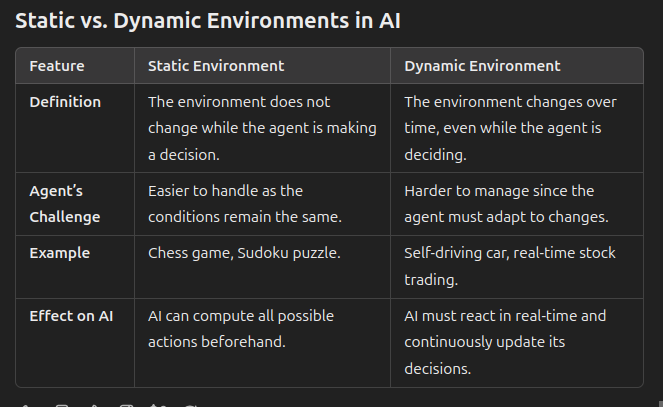 Static vs. Dynamic Environments in AI
Feature
Static Environment
Dynamic Environment
Definition
The environment does not
change while the agent is making
a decision.
The environment changes over
time, even while the agent is
deciding.
Agent’s
Challenge
Easier to handle as the
conditions remain the same.
Harder to manage since the
agent must adapt to changes.
Example
Chess game, Sudoku puzzle.
Self-driving car, real-time stock
trading.
Effect on AI
AI can compute all possible
actions beforehand.
AI must react in real-time and
continuously update its
decisions.